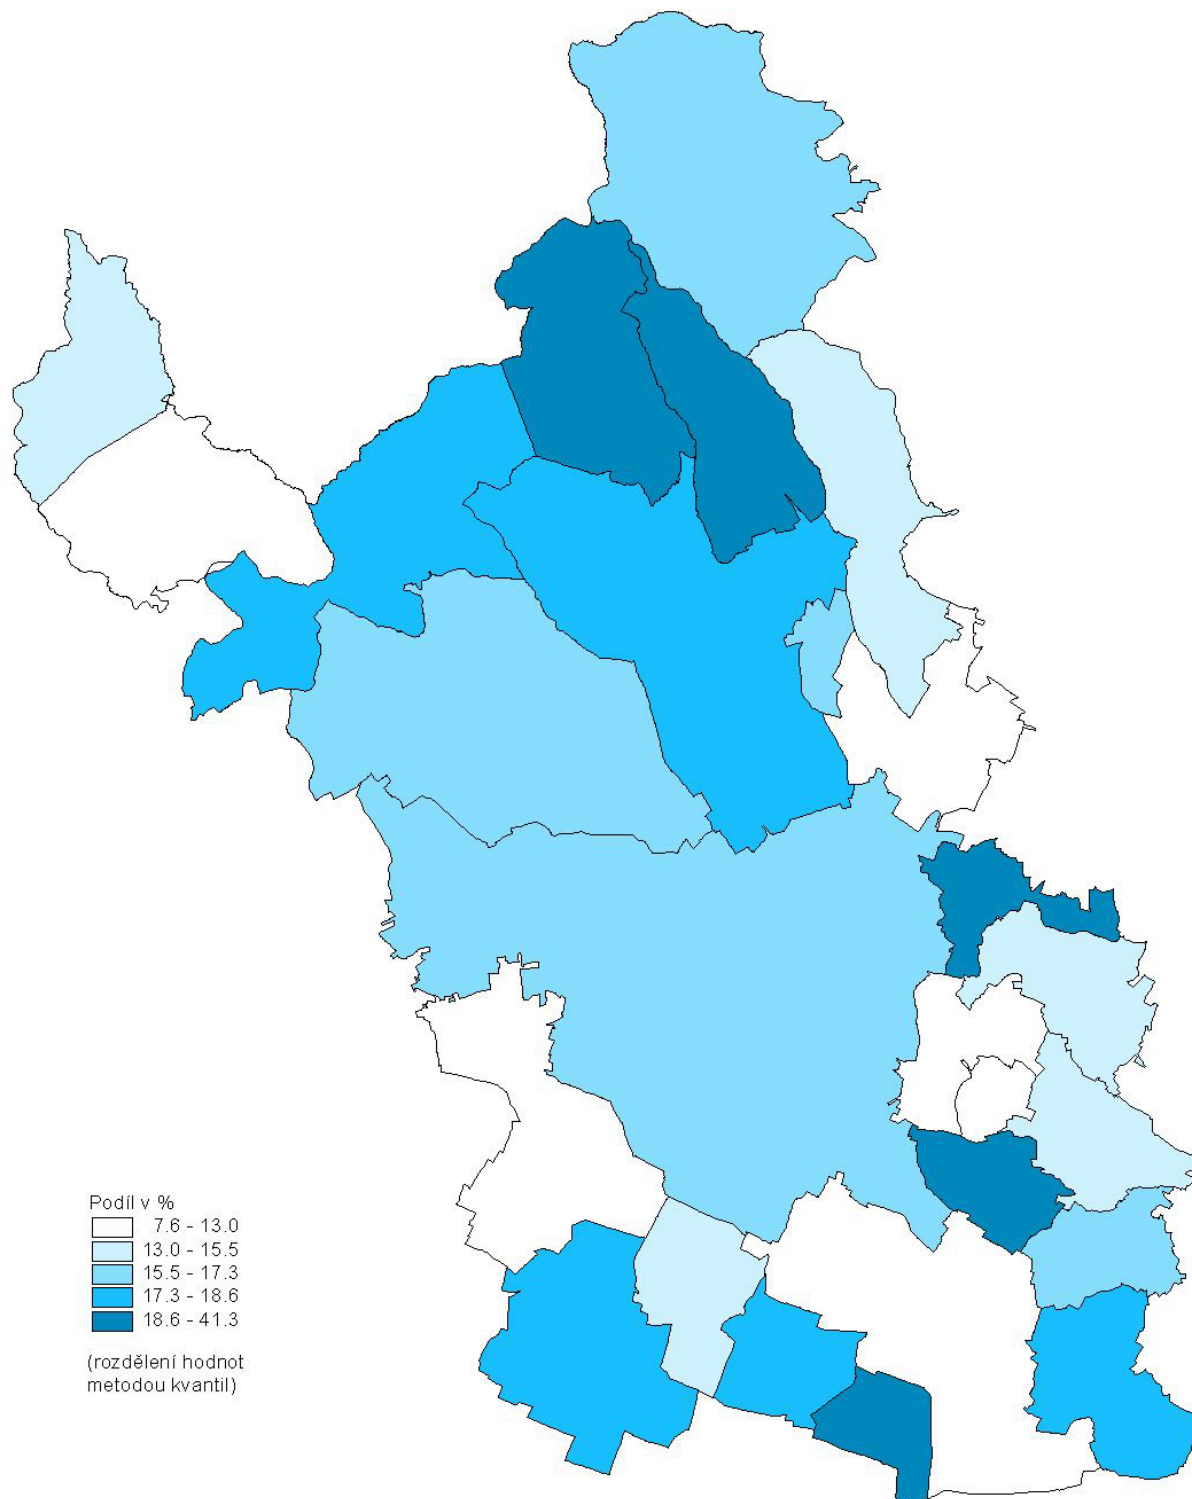 Podíl v %
7.6 - 13.0
13.0 - 15.5
15.5 - 17.3
17.3 - 18.6
18.6 - 41.3
(rozdělení hodnot
metodou kvantil)